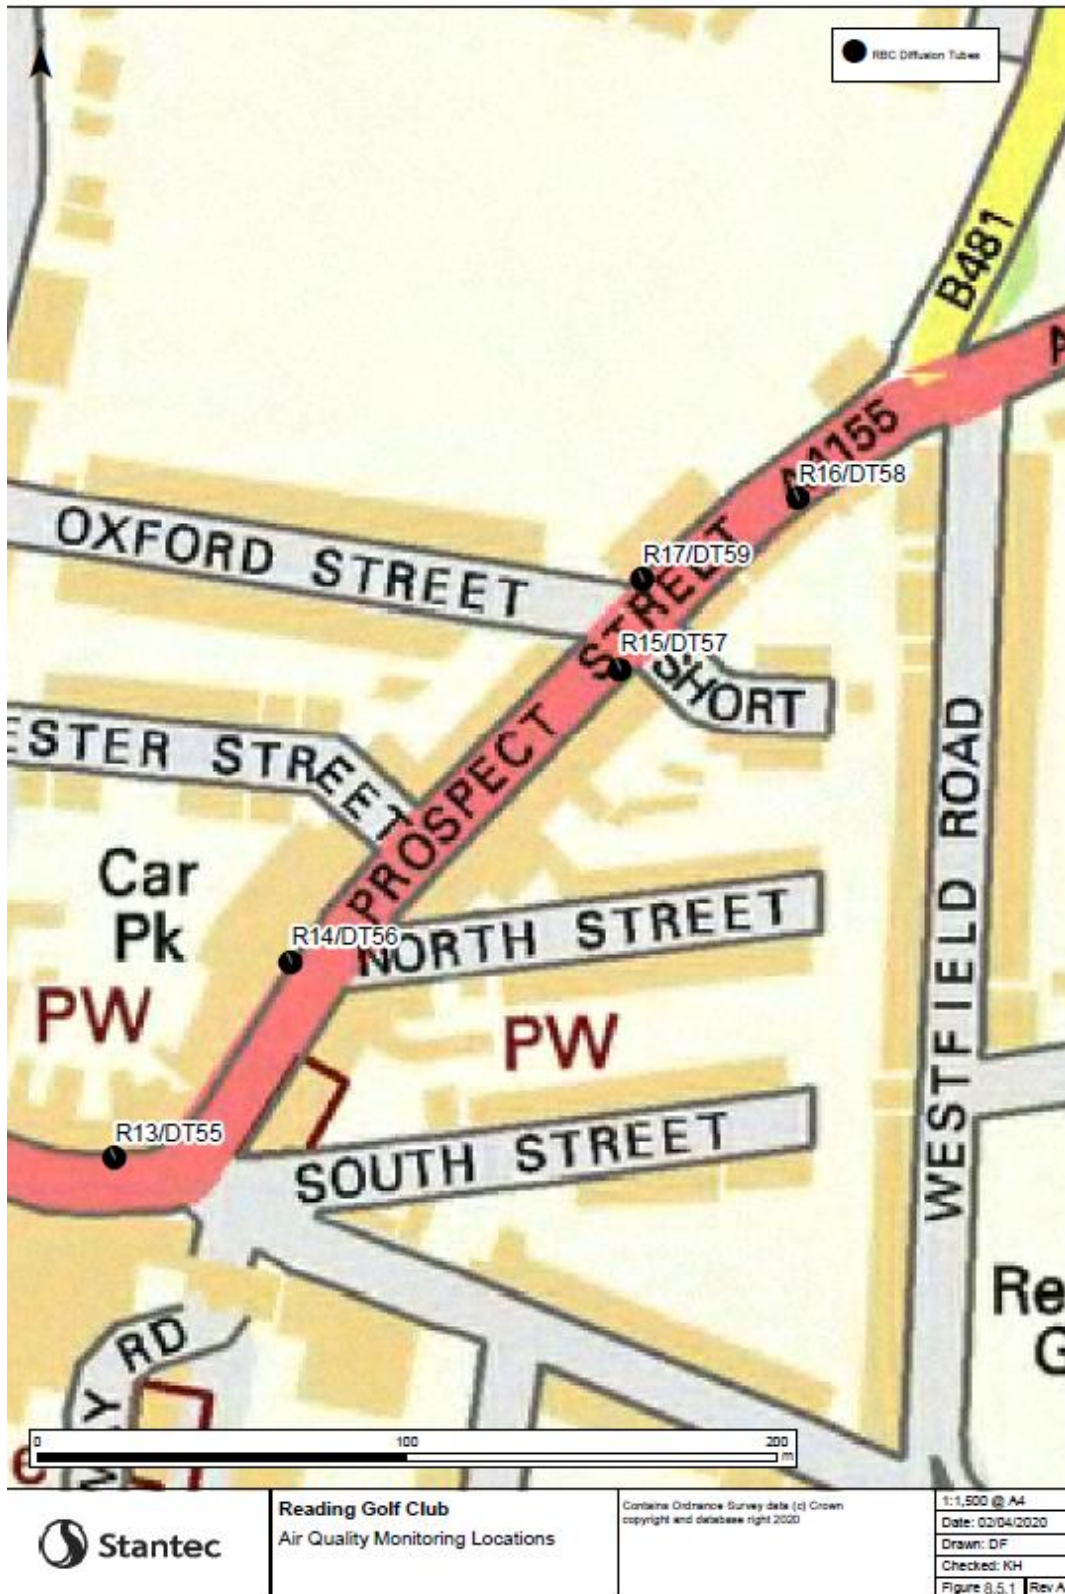 RBC Diffusion Tubes
B481
A
A1155
R16/DT58
OXFORD STREET
R17/DT59
STREET
R15/DT57
SHORT
ESTER STREET
PROSPECT
WESTFIELD ROAD
Car
Pk
R14/DT56
NORTH STREET
PW
PW
R13/DT55
SOUTH STREET
Re
G
RD
0 100 200
m
e
Stantec
Reading Golf Club
Air Quality Monitoring Locations
Contains Ordnance Survey data (c) Crown
copyright and database right 2020
1:1,500 @ A4
Date: 02/04/2020
Drawn: DF
Checked: KH
Figure 8.5.1 Rev A